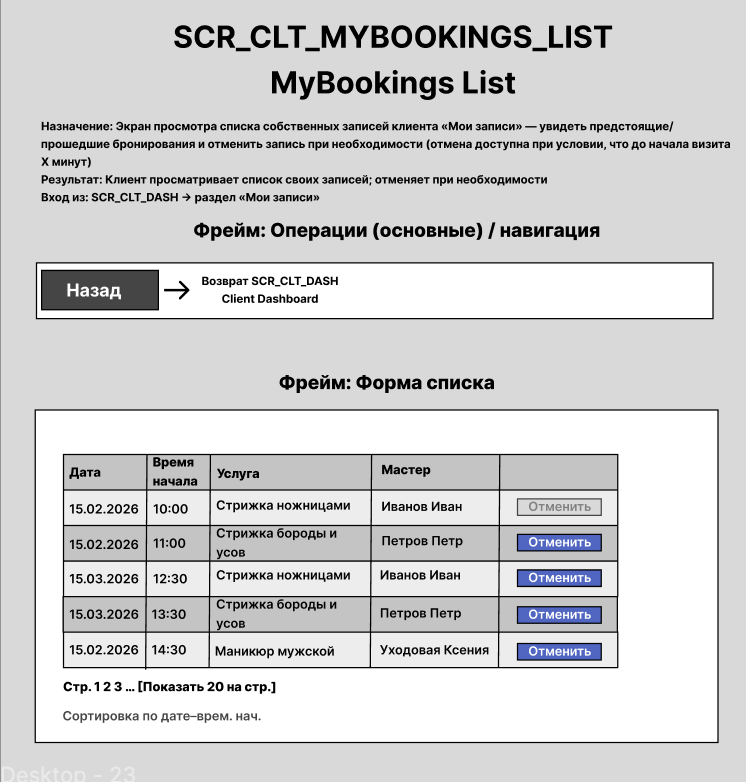 SCR_CLT_MYBOOKINGS_LIST
MyBookings List
Назначение: Экран просмотра списка собственных записей клиента «Мои записи» — увидеть предстоящие/
прошедшие бронирования и отменить запись при необходимости (отмена доступна при условии, что до начала визита
X минут)
Результат: Клиент просматривает список своих записей; отменяет при необходимости
Вход из: SCR_CLT_DASH → раздел «Мои записи»
Фрейм: Операции (основные) / навигация
Назад
Возврат SCR_CLT_DASH
Client Dashboard
Фрейм: Форма списка
Дата Время начала Услуга Мастер
15.02.2026 10:00 Стрижка ножницами Иванов Иван Отменить
15.02.2026 11:00 Стрижка бороды и усов Петров Петр Отменить
15.03.2026 12:30 Стрижка ножницами Иванов Иван Отменить
15.03.2026 13:30 Стрижка бороды и усов Петров Петр Отменить
15.02.2026 14:30 Маникюр мужской Уходовая Ксения Отменить
Стр. 1 2 3 ... [Показать 20 на стр.]
Сортировка по дате–врем. нач.
Desktop - 23